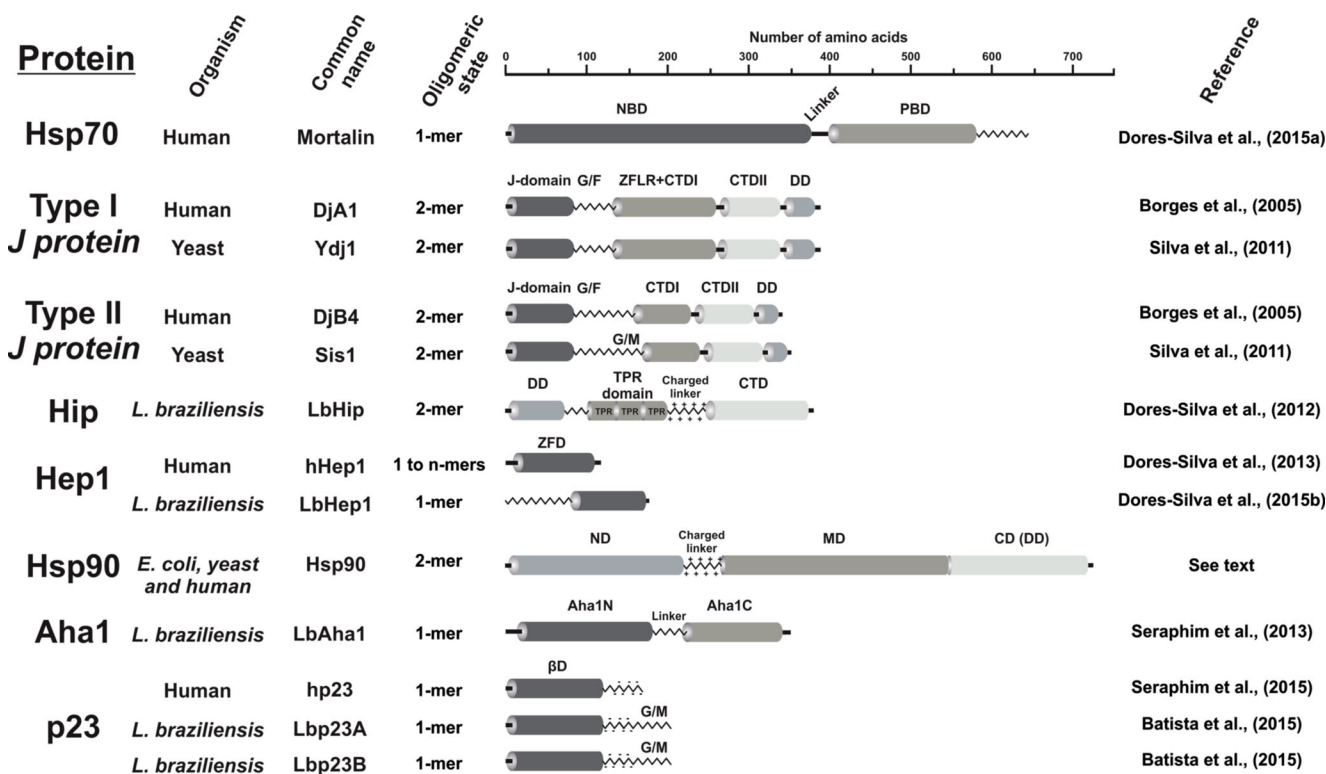 Protein
Organism
Common
name
Oligomeric
state
Number of amino acids
0 100 200 300 400 500 600 700
Reference
NBD Linker PBD
Hsp70 Human Mortalin 1-mer Dores-Silva et al., (2015a)
J-domain G/F ZFLR+CTDI CTDII DD
Type I
J protein
Human DjA1 2-mer Borges et al., (2005)
Yeast Ydj1 2-mer Silva et al., (2011)
J-domain G/F CTDI CTDII DD
Type II
J protein
Human DjB4 2-mer Borges et al., (2005)
G/M
Yeast Sis1 2-mer Silva et al., (2011)
DD TPR
domain
Charged
linker
CTD
Hip L. braziliensis LbHip 2-mer TPR TPR TPR Dores-Silva et al., (2012)
+ + + + +
+ + + +
ZFD
Hep1
Human hHep1 1 to n-mers Dores-Silva et al., (2013)
L. braziliensis LbHep1 1-mer Dores-Silva et al., (2015b)
ND Charged
linker
MD CD (DD)
Hsp90 E. coli, yeast
and human
Hsp90 2-mer See text
+ + + + +
+ + + +
Aha1N Linker Aha1C
Aha1 L. braziliensis LbAha1 1-mer Seraphim et al., (2013)
βD
p23
Human hp23 1-mer Seraphim et al., (2015)
G/M
L. braziliensis Lbp23A 1-mer Batista et al., (2015)
G/M
L. braziliensis Lbp23B 1-mer Batista et al., (2015)